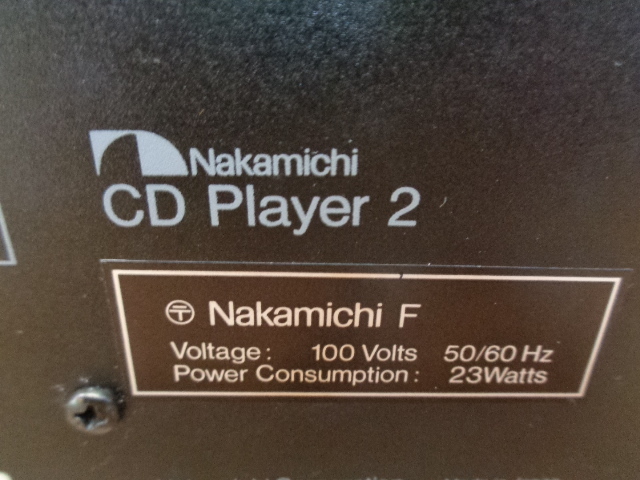 Nakamichi
CD Player 2
〒 Nakamichi F
Voltage: 100 Volts 50/60 Hz
Power Consumption: 23Watts